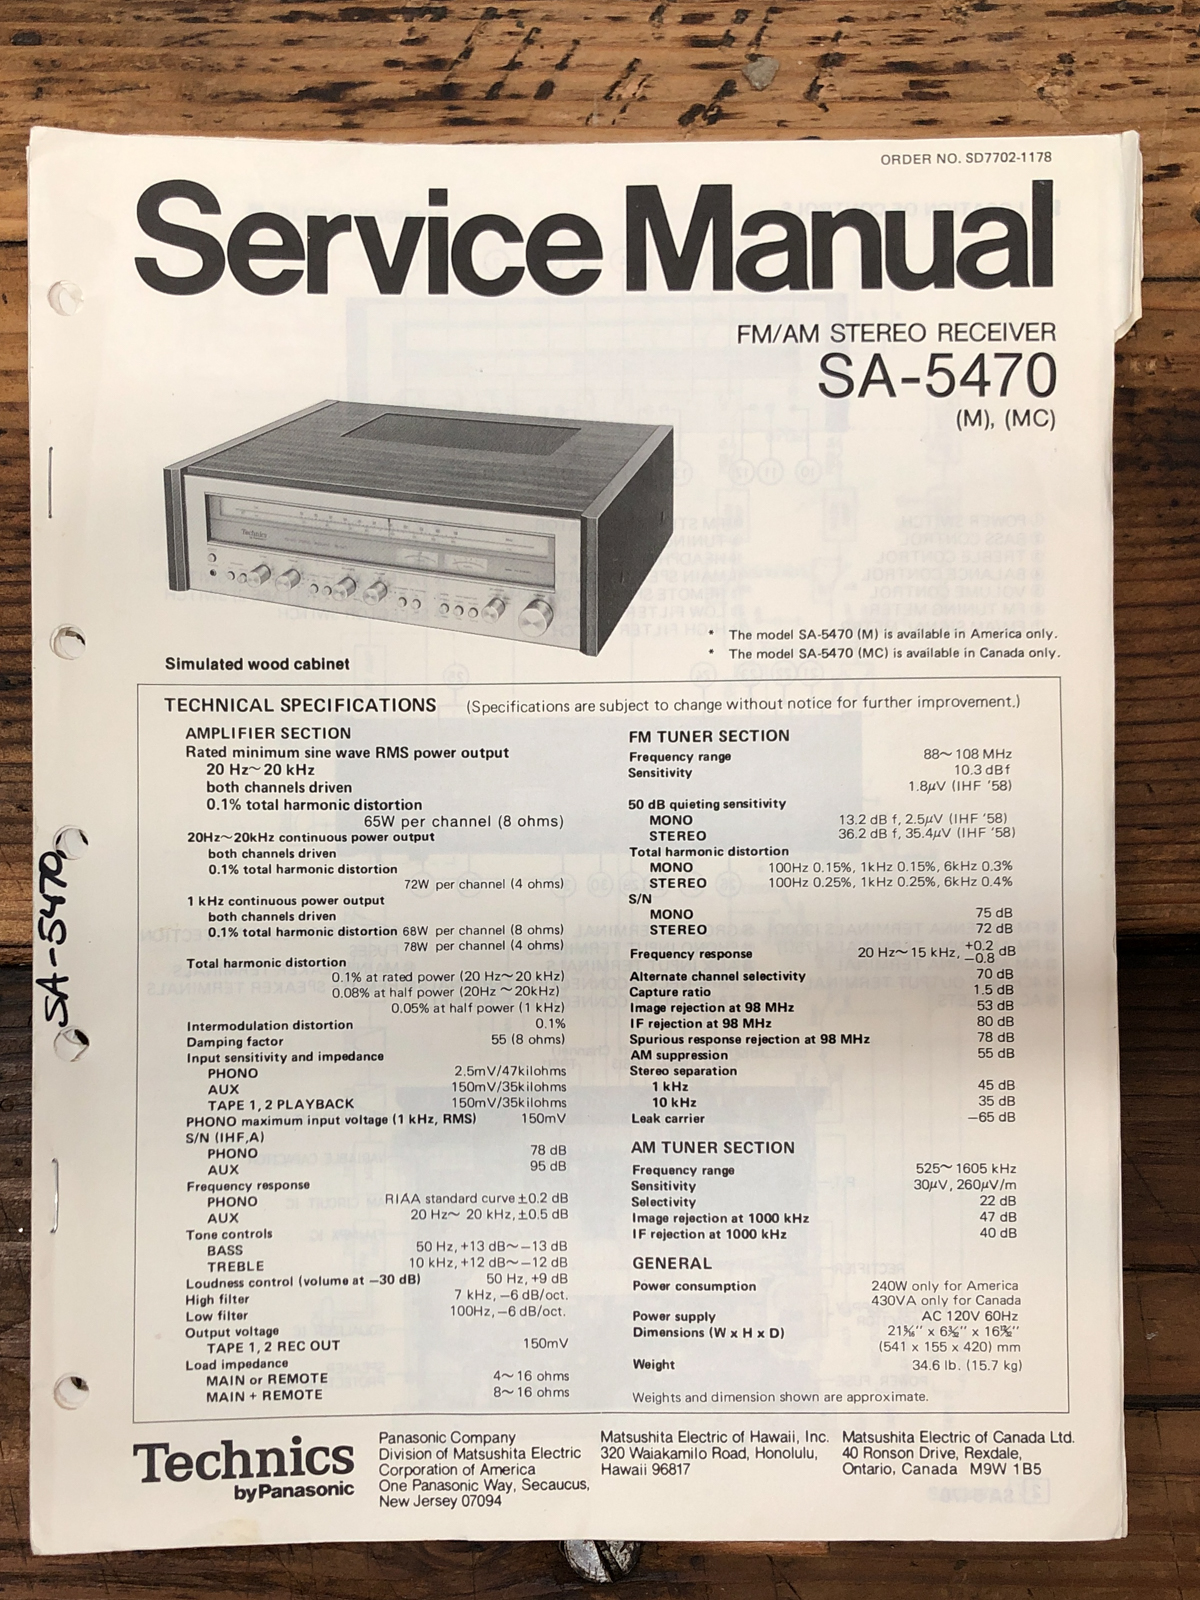 ORDER NO. SD7702-1178
Service Manual
FM/AM STEREO RECEIVER
SA-5470
(M), (MC)
Technics
* The model SA-5470 (M) is available in America only.
* The model SA-5470 (MC) is available in Canada only.
Simulated wood cabinet
SA-5470
TECHNICAL SPECIFICATIONS (Specifications are subject to change without notice for further improvement.)
AMPLIFIER SECTION
Rated minimum sine wave RMS power output
20 Hz~20 kHz
both channels driven
0.1% total harmonic distortion
65W per channel (8 ohms)
20Hz~20kHz continuous power output
both channels driven
0.1% total harmonic distortion
72W per channel (4 ohms)
1 kHz continuous power output
both channels driven
0.1% total harmonic distortion 68W per channel (8 ohms)
78W per channel (4 ohms)
Total harmonic distortion
0.1% at rated power (20 Hz~20 kHz)
0.08% at half power (20Hz ~20kHz)
0.05% at half power (1 kHz)
Intermodulation distortion 0.1%
Damping factor 55 (8 ohms)
Input sensitivity and impedance
PHONO 2.5mV/47kilohms
AUX 150mV/35kilohms
TAPE 1, 2 PLAYBACK 150mV/35kilohms
PHONO maximum input voltage (1 kHz, RMS) 150mV
S/N (IHF,A)
PHONO 78 dB
AUX 95 dB
Frequency response
PHONO RIAA standard curve ±0.2 dB
AUX 20 Hz~ 20 kHz, ±0.5 dB
Tone controls
BASS 50 Hz, +13 dB~−13 dB
TREBLE 10 kHz, +12 dB~−12 dB
Loudness control (volume at −30 dB) 50 Hz, +9 dB
High filter 7 kHz, −6 dB/oct.
Low filter 100Hz, −6 dB/oct.
Output voltage
TAPE 1, 2 REC OUT 150mV
Load impedance
MAIN or REMOTE 4~ 16 ohms
MAIN + REMOTE 8~ 16 ohms
FM TUNER SECTION
Frequency range 88~ 108 MHz
Sensitivity 10.3 dBf
1.8µV (IHF '58)
50 dB quieting sensitivity
MONO 13.2 dB f, 2.5µV (IHF '58)
STEREO 36.2 dB f, 35.4µV (IHF '58)
Total harmonic distortion
MONO 100Hz 0.15%, 1kHz 0.15%, 6kHz 0.3%
STEREO 100Hz 0.25%, 1kHz 0.25%, 6kHz 0.4%
S/N
MONO 75 dB
STEREO 72 dB
Frequency response 20 Hz~ 15 kHz, +0.2 −0.8 dB
Alternate channel selectivity 70 dB
Capture ratio 1.5 dB
Image rejection at 98 MHz 53 dB
IF rejection at 98 MHz 80 dB
Spurious response rejection at 98 MHz 78 dB
AM suppression 55 dB
Stereo separation
1 kHz 45 dB
10 kHz 35 dB
Leak carrier −65 dB
AM TUNER SECTION
Frequency range 525~ 1605 kHz
Sensitivity 30µV, 260µV/m
Selectivity 22 dB
Image rejection at 1000 kHz 47 dB
IF rejection at 1000 kHz 40 dB
GENERAL
Power consumption 240W only for America
430VA only for Canada
Power supply AC 120V 60Hz
Dimensions (W x H x D)
(541 x 155 x 420) mm
Weight 34.6 lb. (15.7 kg)
Weights and dimension shown are approximate.
Technics
by Panasonic
Panasonic Company
Division of Matsushita Electric
Corporation of America
One Panasonic Way, Secaucus,
New Jersey 07094
Matsushita Electric of Hawaii, Inc.
320 Waiakamilo Road, Honolulu,
Hawaii 96817
Matsushita Electric of Canada Ltd.
40 Ronson Drive, Rexdale,
Ontario, Canada M9W 1B5